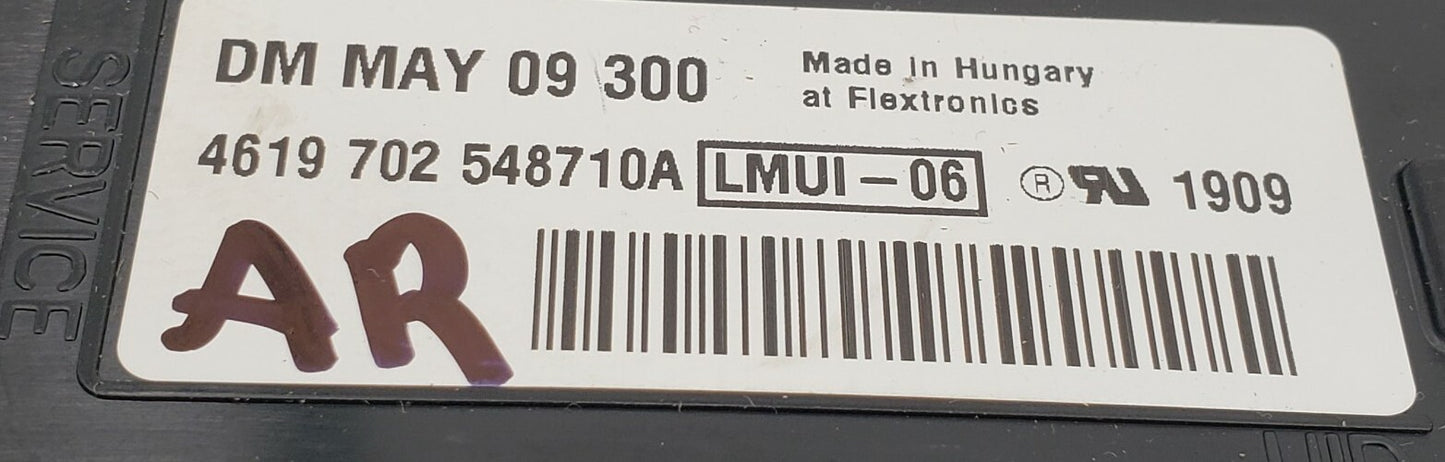 DM MAY 09 300
Made in Hungary
at Flextronics
4619 702 548710A LMUI-06 ® 1909
AR
SERVICE